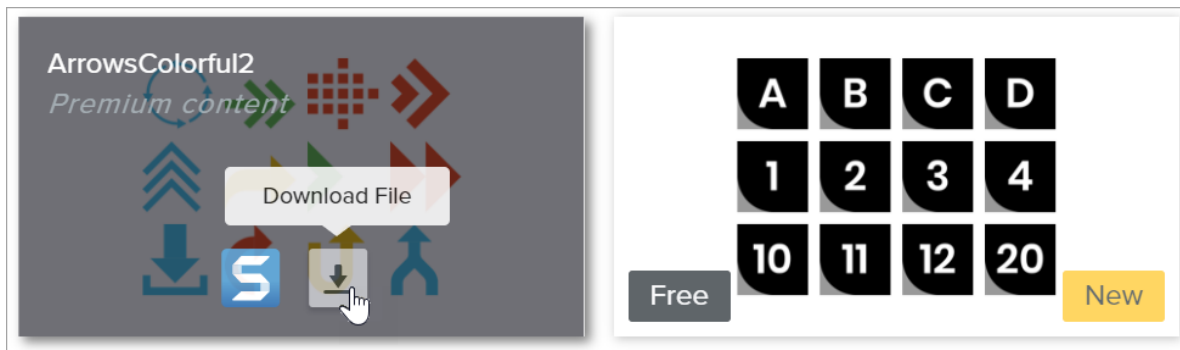 ArrowsColorful2
Premium content
Download File
S
A B C D
1 2 3 4
10 11 12 20
Free
New